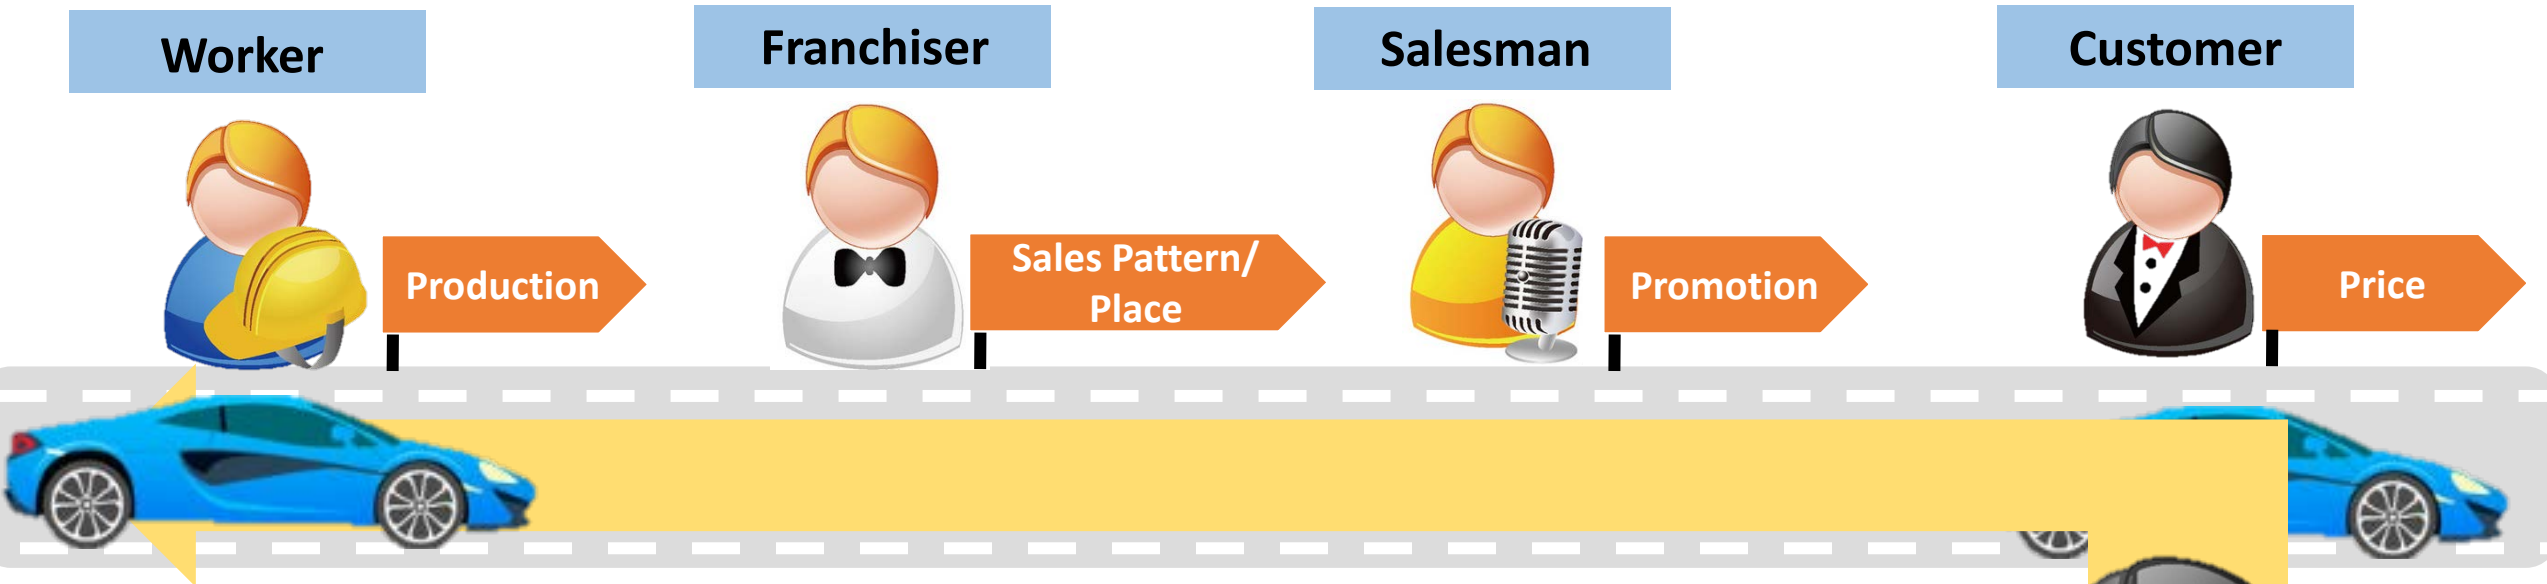 Worker
Franchiser
Salesman
Customer
Production
Sales Pattern/
Place
Promotion
Price